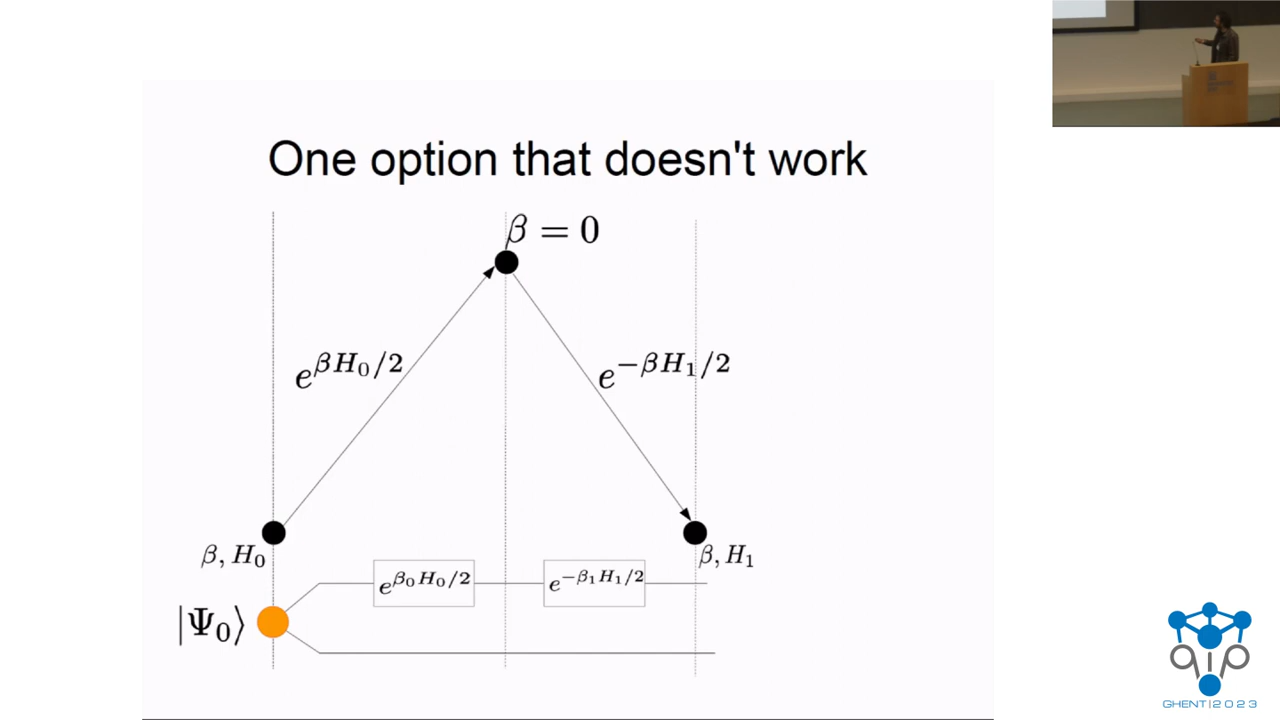 One option that doesn't work
β = 0
e^{βH₀/2}
e^{−βH₁/2}
β, H₀
β, H₁
e^{β₀H₀/2}
e^{−β₁H₁/2}
|Ψ₀⟩
qip
GHENT|2023